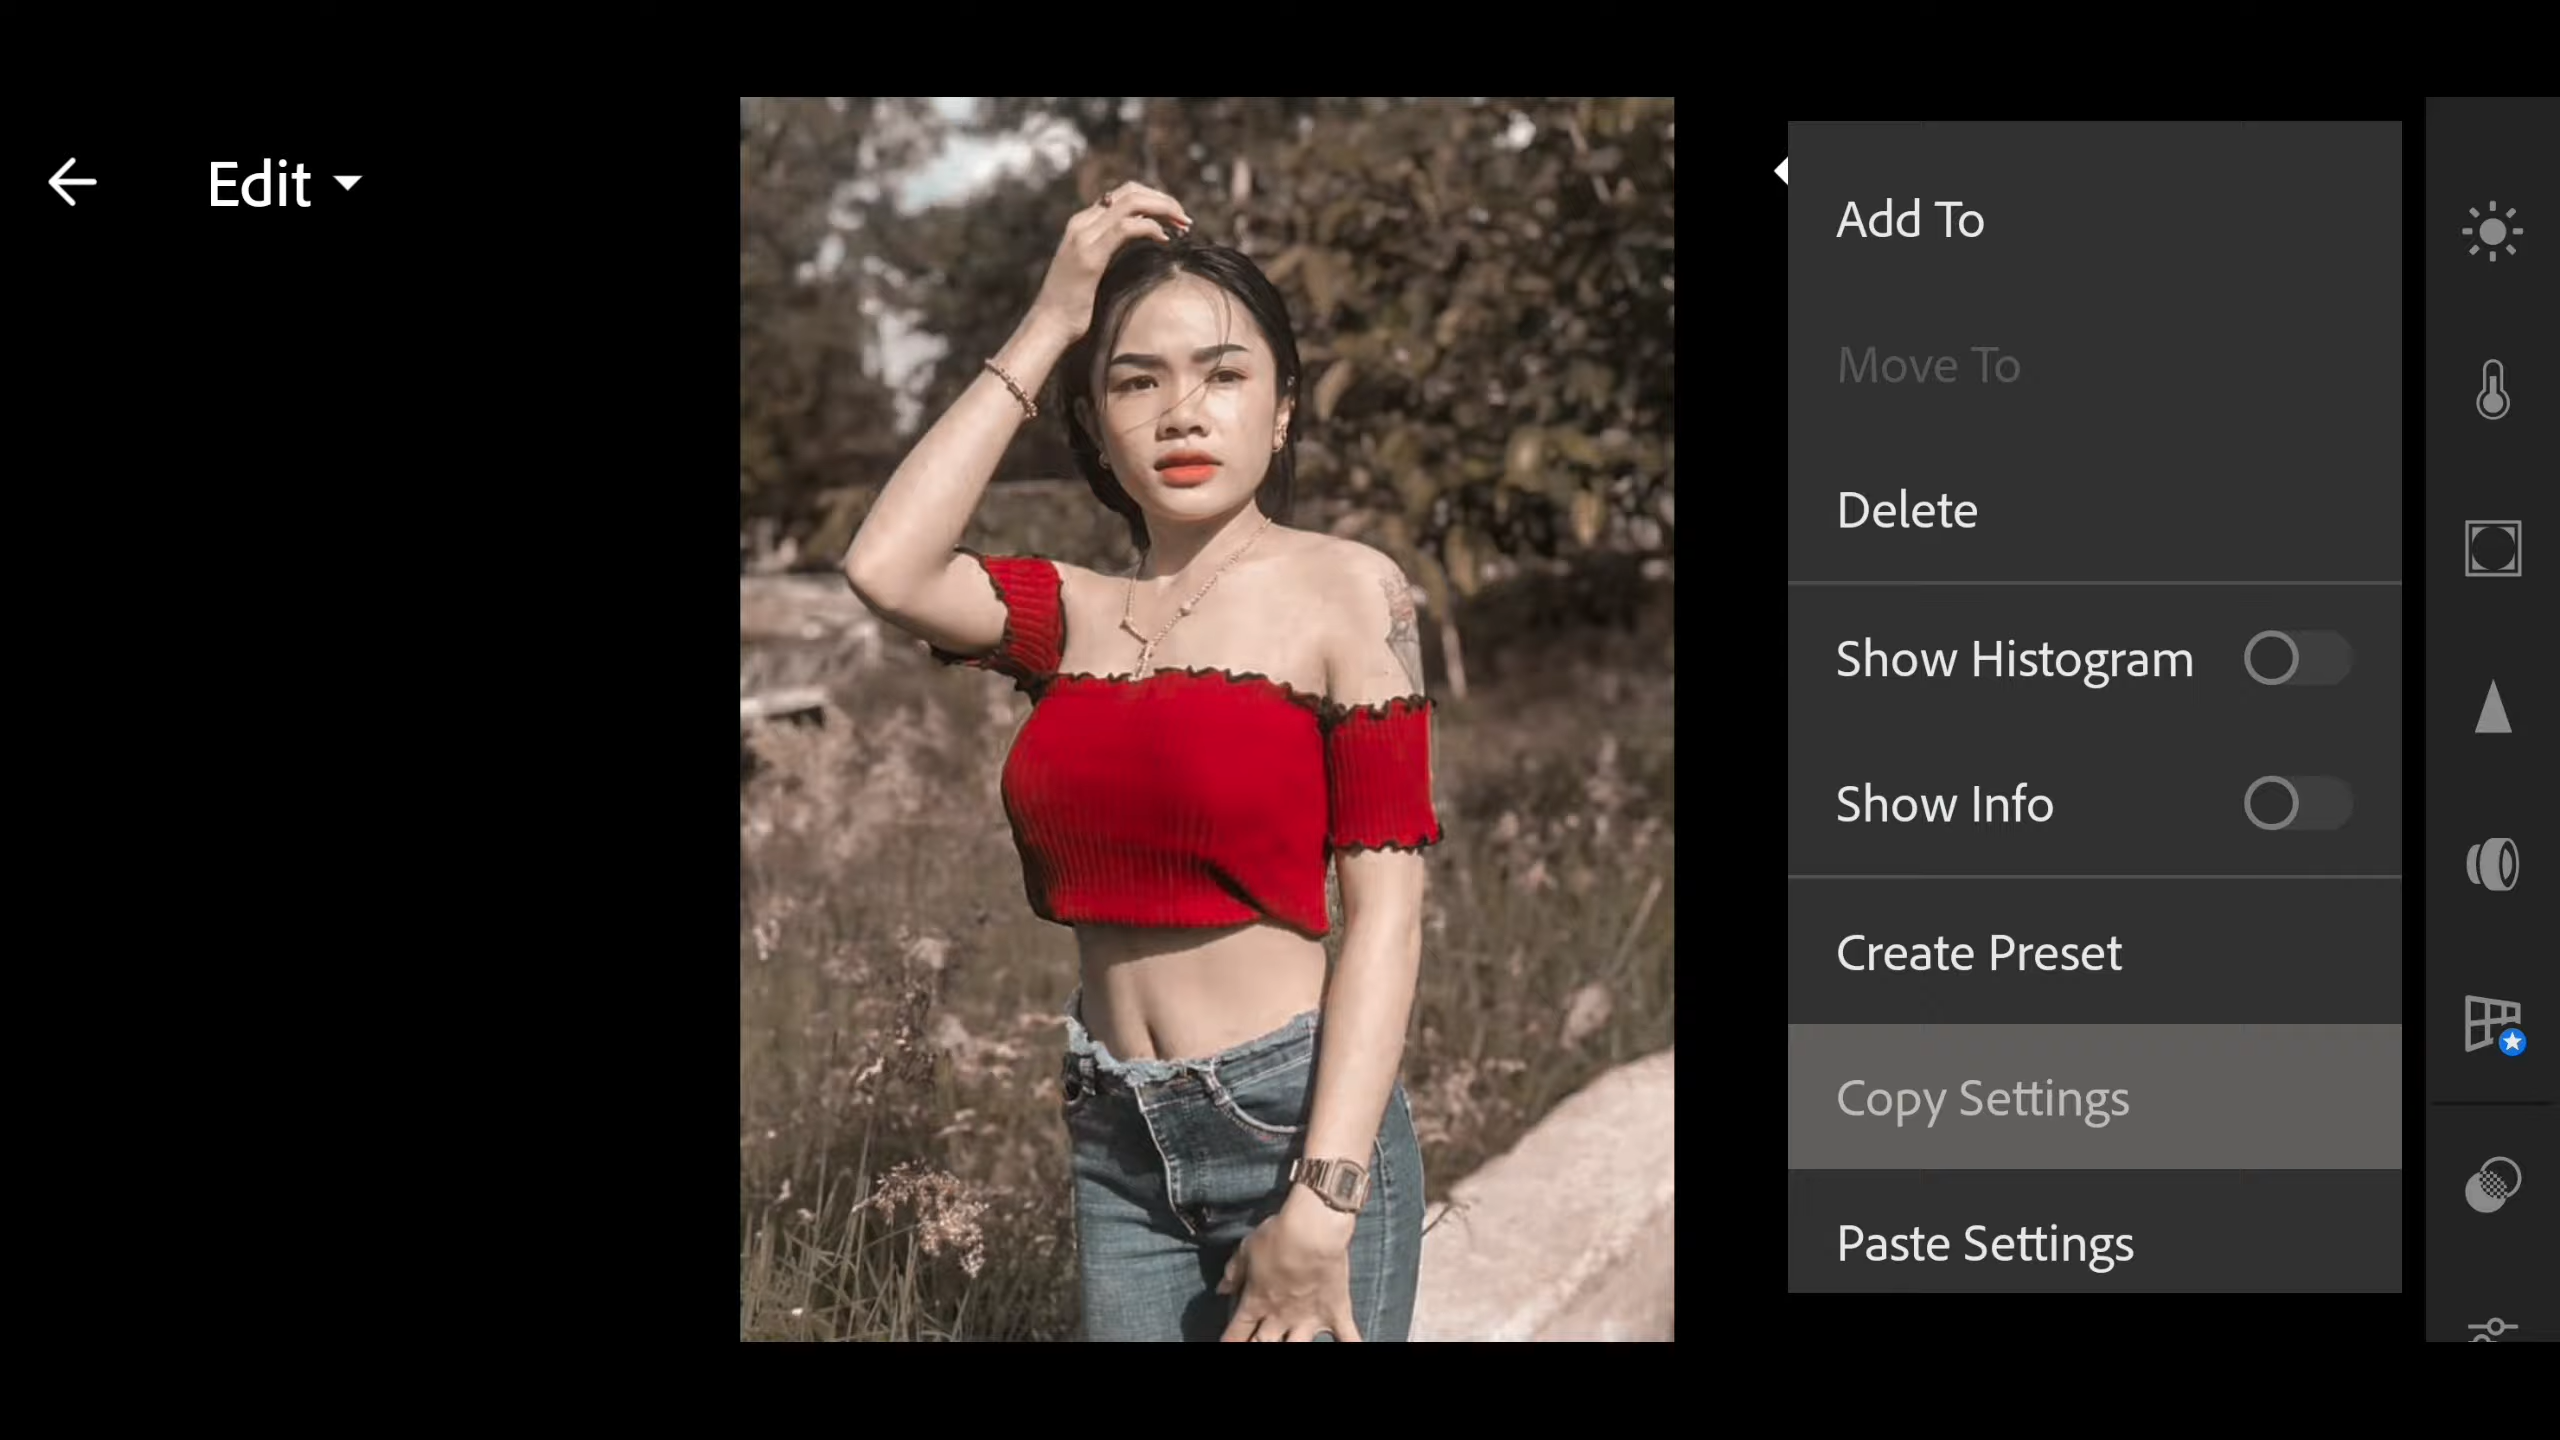 Edit
Add To
Move To
Delete
Show Histogram
Show Info
Create Preset
Copy Settings
Paste Settings